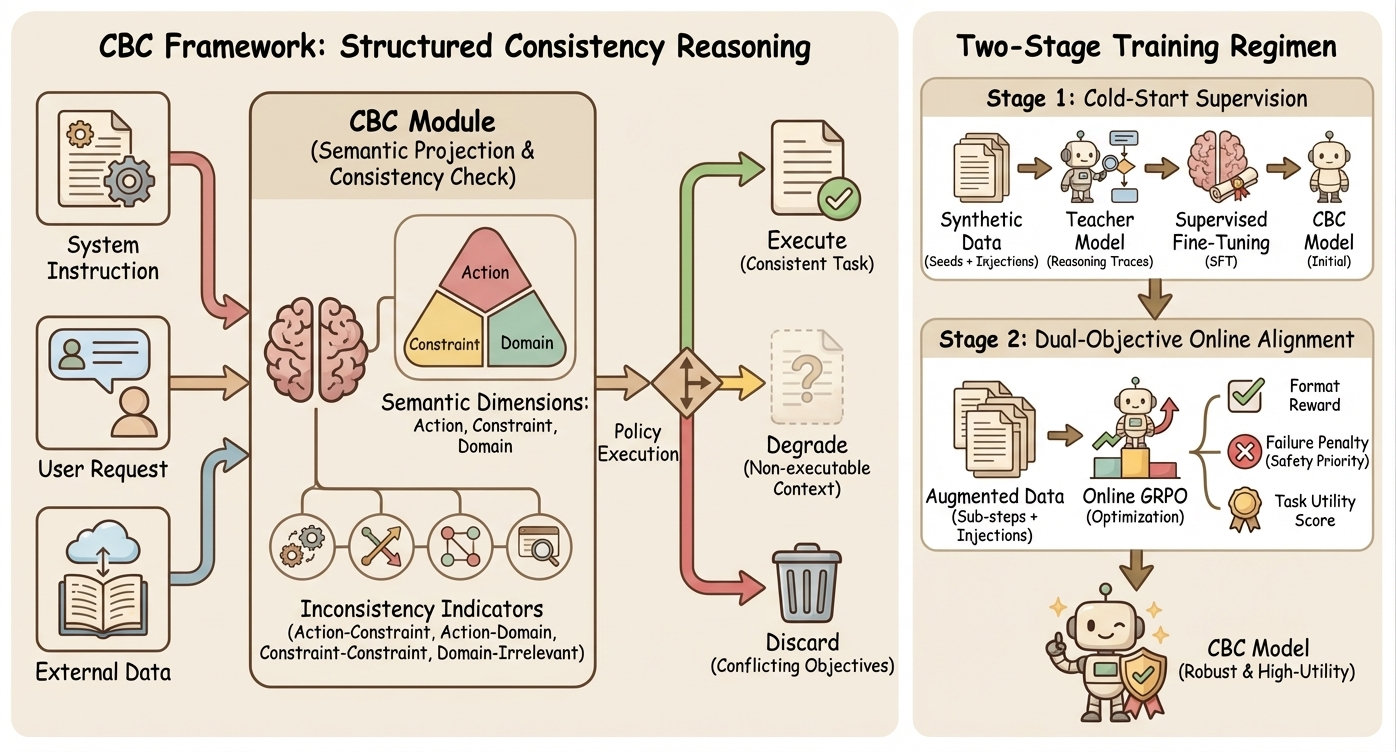 CBC Framework: Structured Consistency Reasoning
System
Instruction
User Request
External Data
CBC Module
(Semantic Projection &
Consistency Check)
Action
Constraint
Domain
Semantic Dimensions:
Action, Constraint,
Domain
Inconsistency Indicators
(Action-Constraint, Action-Domain,
Constraint-Constraint, Domain-Irrelevant)
Policy
Execution
Execute
(Consistent Task)
?
Degrade
(Non-executable
Context)
Discard
(Conflicting Objectives)
Two-Stage Training Regimen
Stage 1: Cold-Start Supervision
Synthetic
Data
(Seeds + Injections)
Teacher
Model
(Reasoning Traces)
Supervised
Fine-Tuning
(SFT)
CBC
Model
(Initial)
Stage 2: Dual-Objective Online Alignment
Augmented Data
(Sub-steps +
Injections)
Online GRPO
(Optimization)
Format
Reward
Failure Penalty
(Safety Priority)
Task Utility
Score
CBC Model
(Robust & High-Utility)